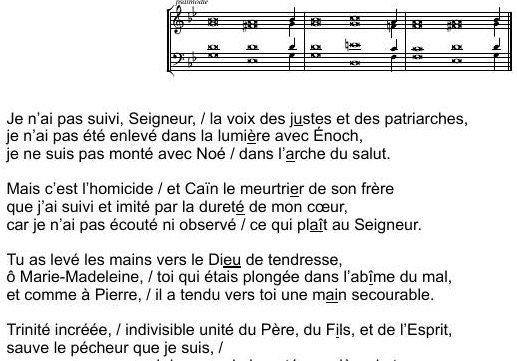 psalmodie
Je n’ai pas suivi, Seigneur, / la voix des justes et des patriarches,
je n’ai pas été enlevé dans la lumière avec Énoch,
je ne suis pas monté avec Noé / dans l’arche du salut.
Mais c’est l’homicide / et Caïn le meurtrier de son frère
que j’ai suivi et imité par la dureté de mon cœur,
car je n’ai pas écouté ni observé / ce qui plaît au Seigneur.
Tu as levé les mains vers le Dieu de tendresse,
ô Marie-Madeleine, / toi qui étais plongée dans l’abîme du mal,
et comme à Pierre, / il a tendu vers toi une main secourable.
Trinité incréée, / indivisible unité du Père, du Fils, et de l’Esprit,
sauve le pécheur que je suis, /